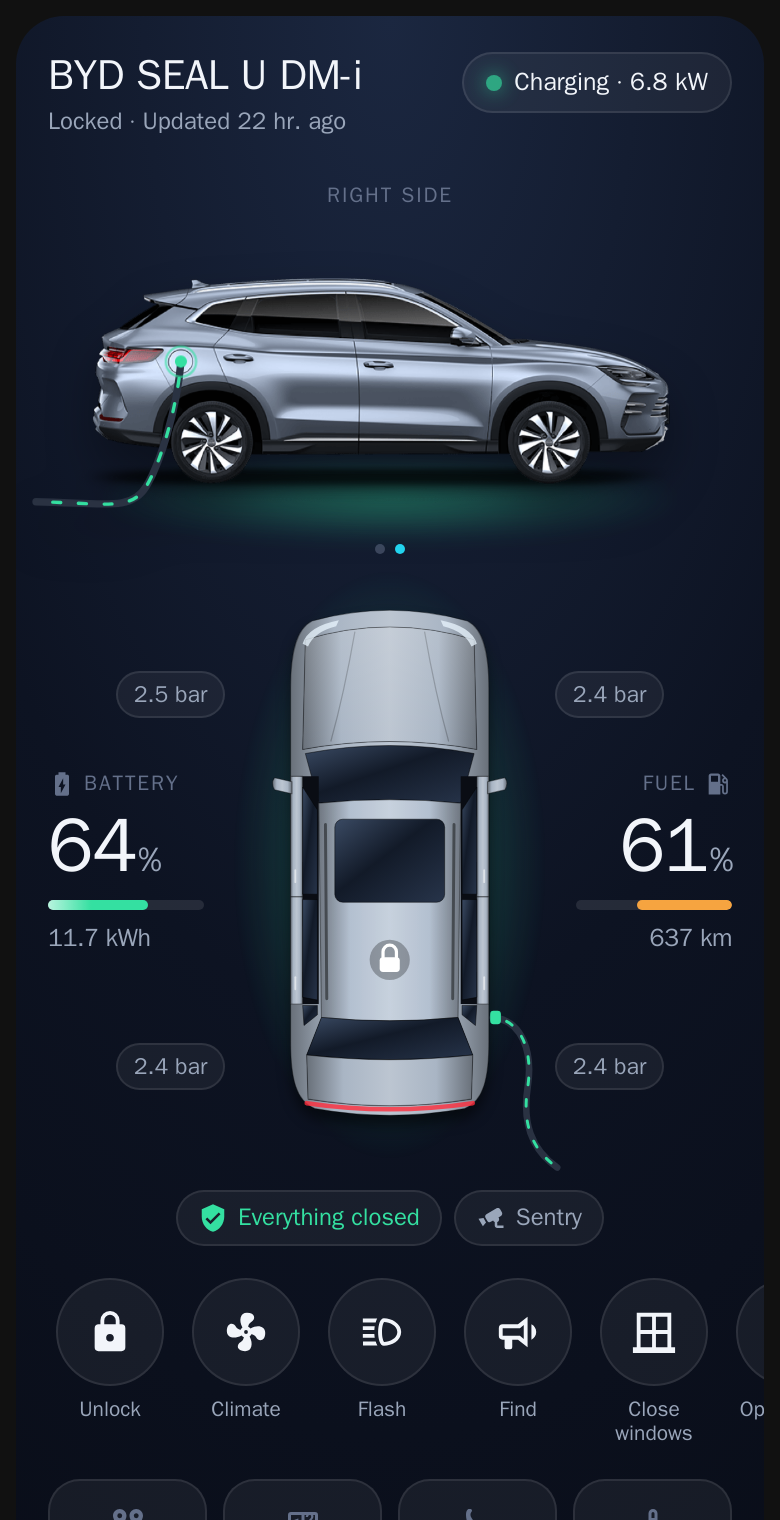 BYD SEAL U DM-i
Charging · 6.8 kW
Locked · Updated 22 hr. ago
RIGHT SIDE
2.5 bar
2.4 bar
BATTERY
FUEL
64%
61%
11.7 kWh
637 km
2.4 bar
2.4 bar
Everything closed
Sentry
Unlock
Climate
Flash
Find
Close
windows
Op